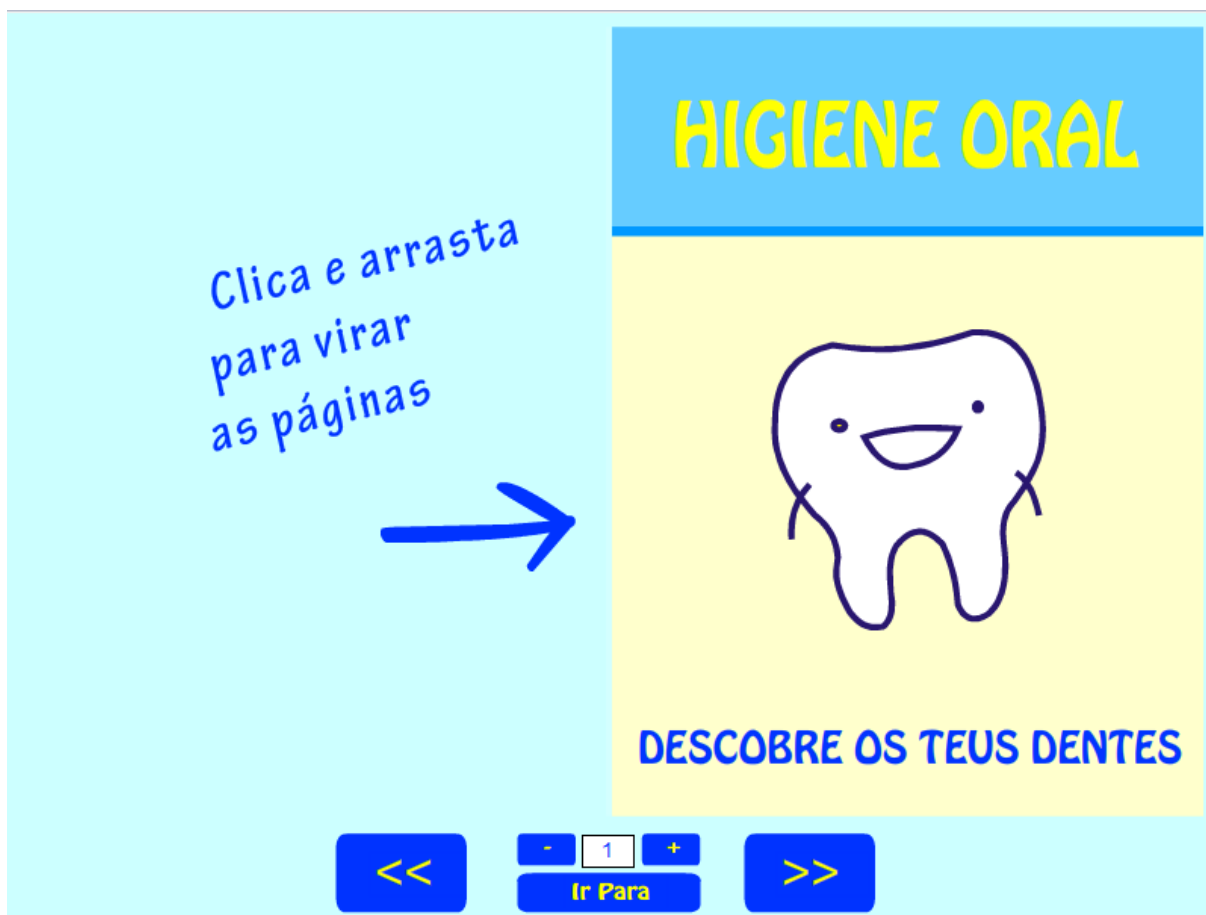 Clica e arrasta
para virar
as páginas
HIGIENE ORAL
DESCOBRE OS TEUS DENTES
<<
- 1 +
Ir Para
>>